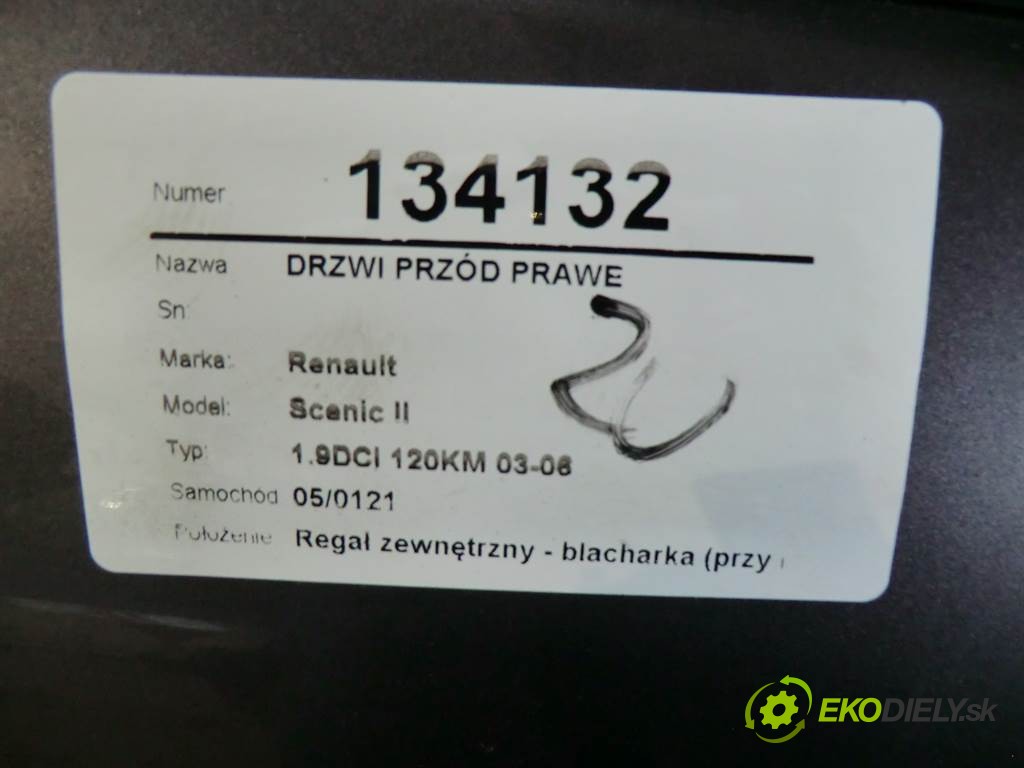 Numer 134132
Nazwa DRZWI PRZÓD PRAWE
Sn:
Marka: Renault
Model: Scenic II
Typ: 1.9DCI 120KM 03-06
Samochód 05/0121
Położenie Regał zewnętrzny - blacharka (przy
EKODIELY.sk